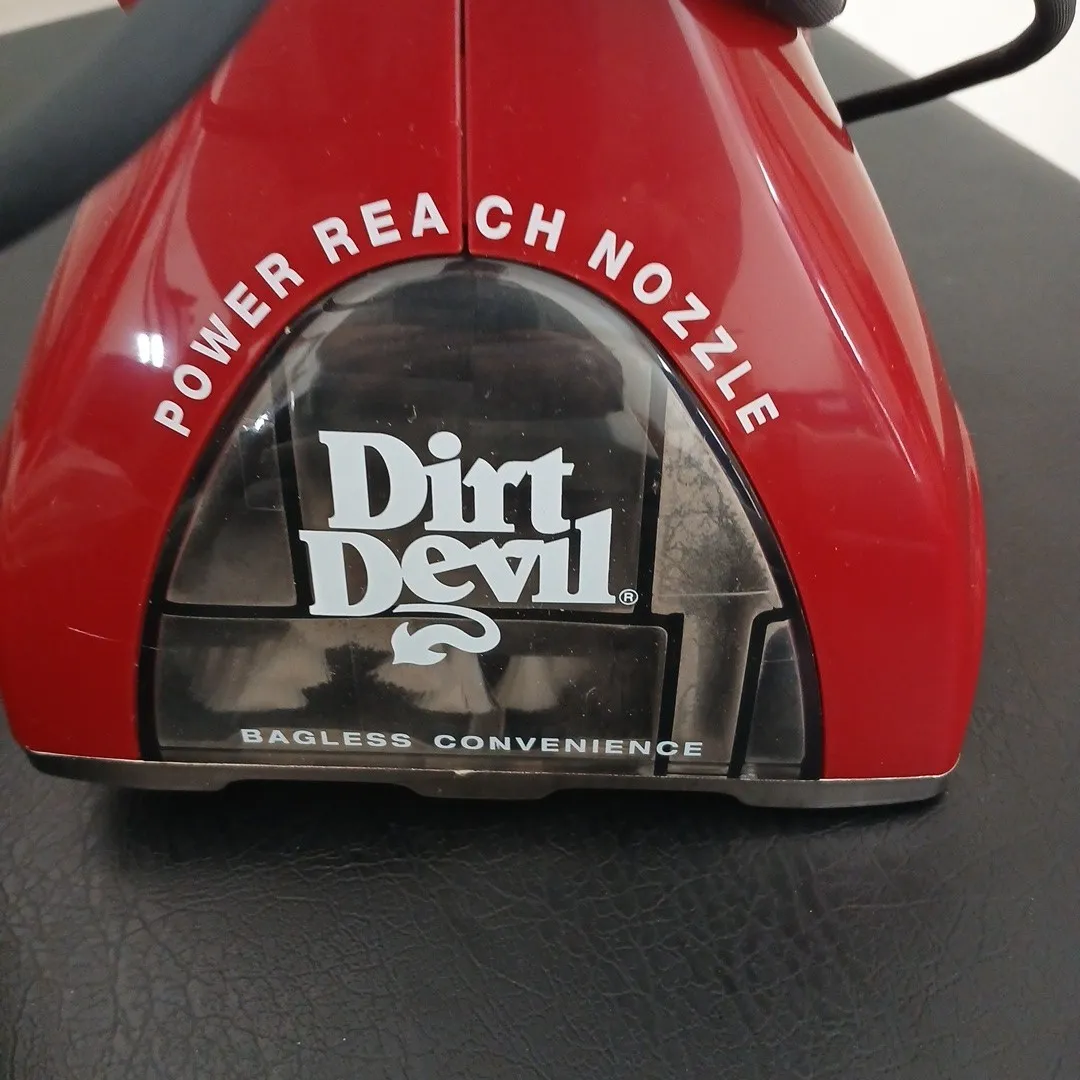 POWER REACH NOZZLE
Dirt
Devil®
BAGLESS CONVENIENCE